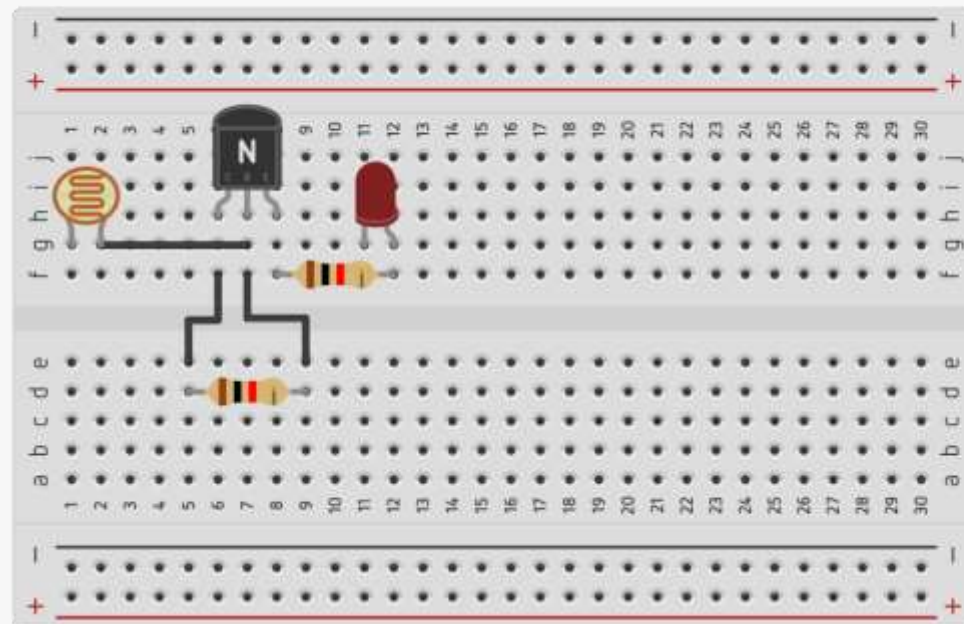 - -
+ +
1 2 3 4 5 9 10 11 12 13 14 15 16 17 18 19 20 21 22 23 24 25 26 27 28 29 30
j j
N
i i
h h
g g
f f
e e
d d
c c
b b
a a
1 2 3 4 5 6 7 8 9 10 11 12 13 14 15 16 17 18 19 20 21 22 23 24 25 26 27 28 29 30
- -
+ +